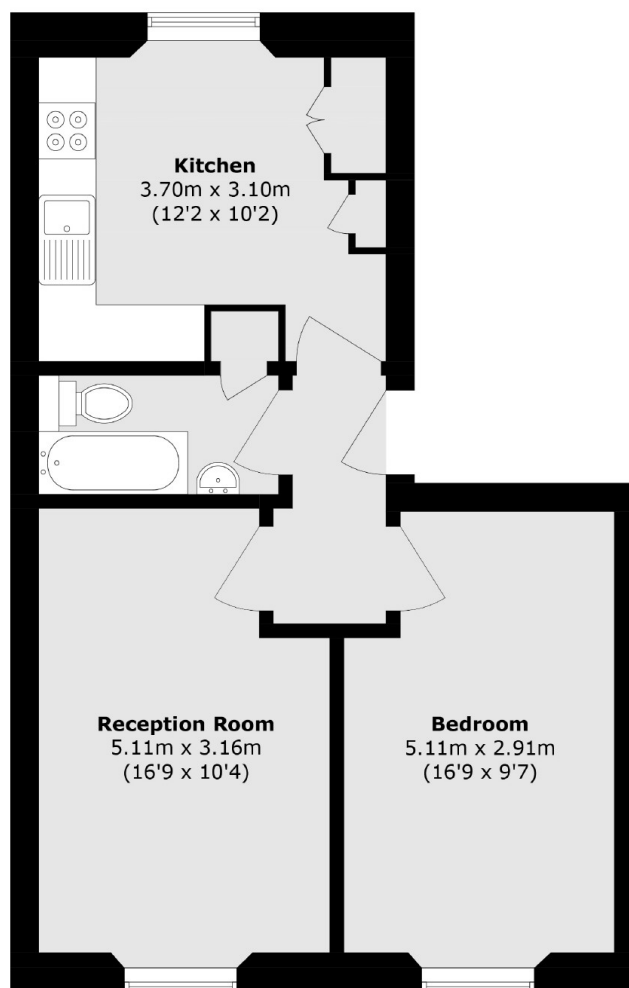 Kitchen
3.70m x 3.10m
(12'2 x 10'2)
Reception Room
5.11m x 3.16m
(16'9 x 10'4)
Bedroom
5.11m x 2.91m
(16'9 x 9'7)